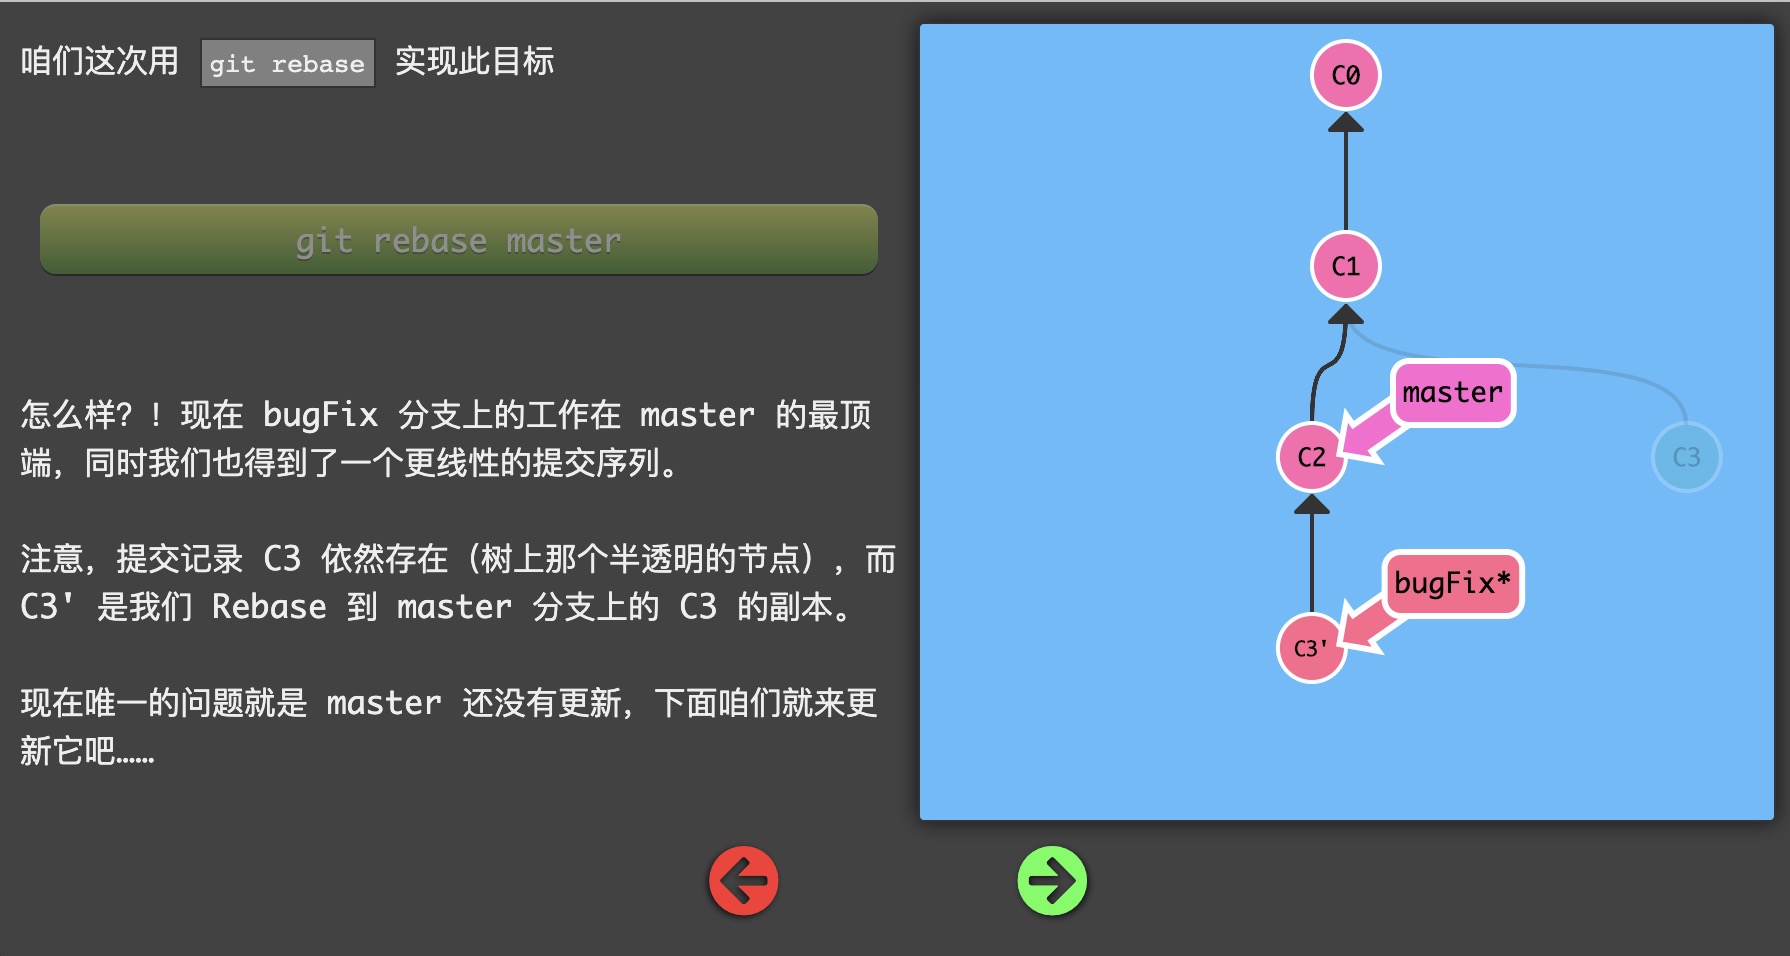 咱们这次用 git rebase 实现此目标
git rebase master
怎么样？！现在 bugFix 分支上的工作在 master 的最顶
端，同时我们也得到了一个更线性的提交序列。
注意，提交记录 C3 依然存在（树上那个半透明的节点），而
C3' 是我们 Rebase 到 master 分支上的 C3 的副本。
现在唯一的问题就是 master 还没有更新，下面咱们就来更
新它吧……
C0
C1
master
C2
C3
bugFix*
C3'